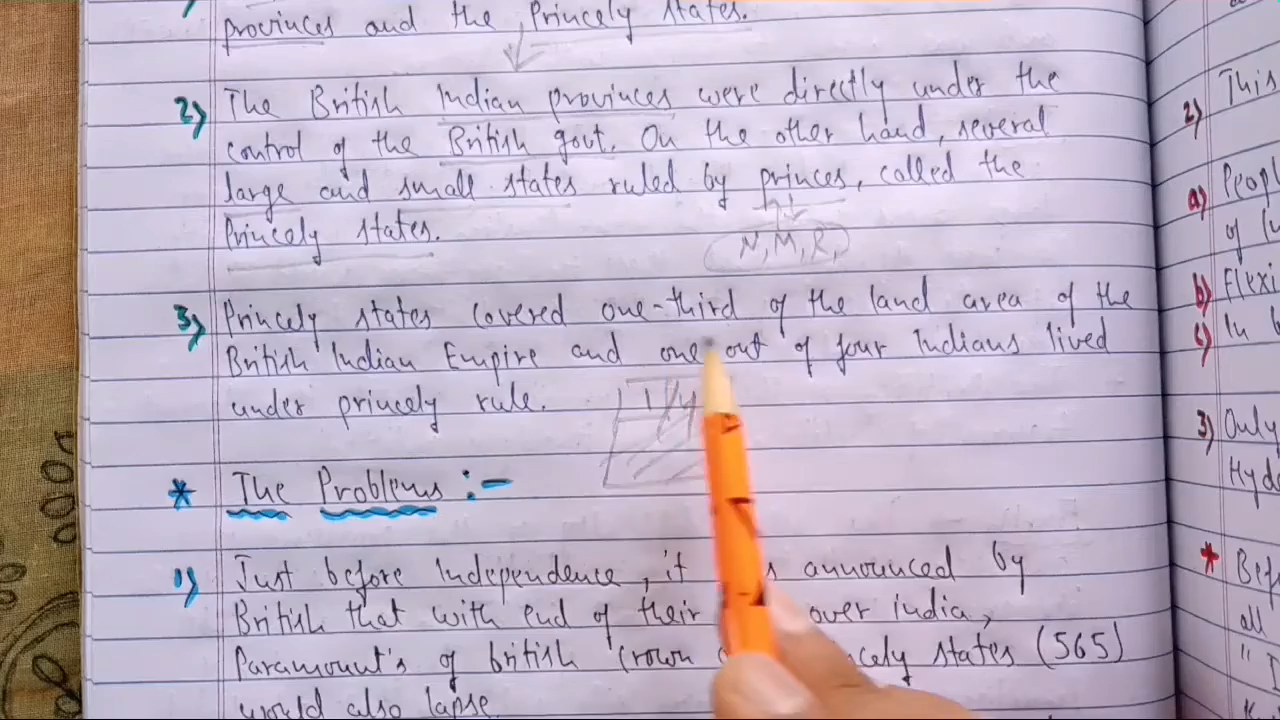 provinces and the Princely states.
2) The British Indian provinces were directly under the
control of the British govt. On the other hand, several
large and small states ruled by princes, called the
Princely states.
N, M, R,
3) Princely states covered one-third of the land area of the
British Indian Empire and one out of four Indians lived
under princely rule.
1/4
* The Problems :-
1) Just before Independence, it announced by
British that with end of their over india,
Paramount's of british crown princely states (565)
would also lapse.
2) This
a) Peopl
of
b) Flexi
c) In
3) Only
Hyde
* Befo
all
" I